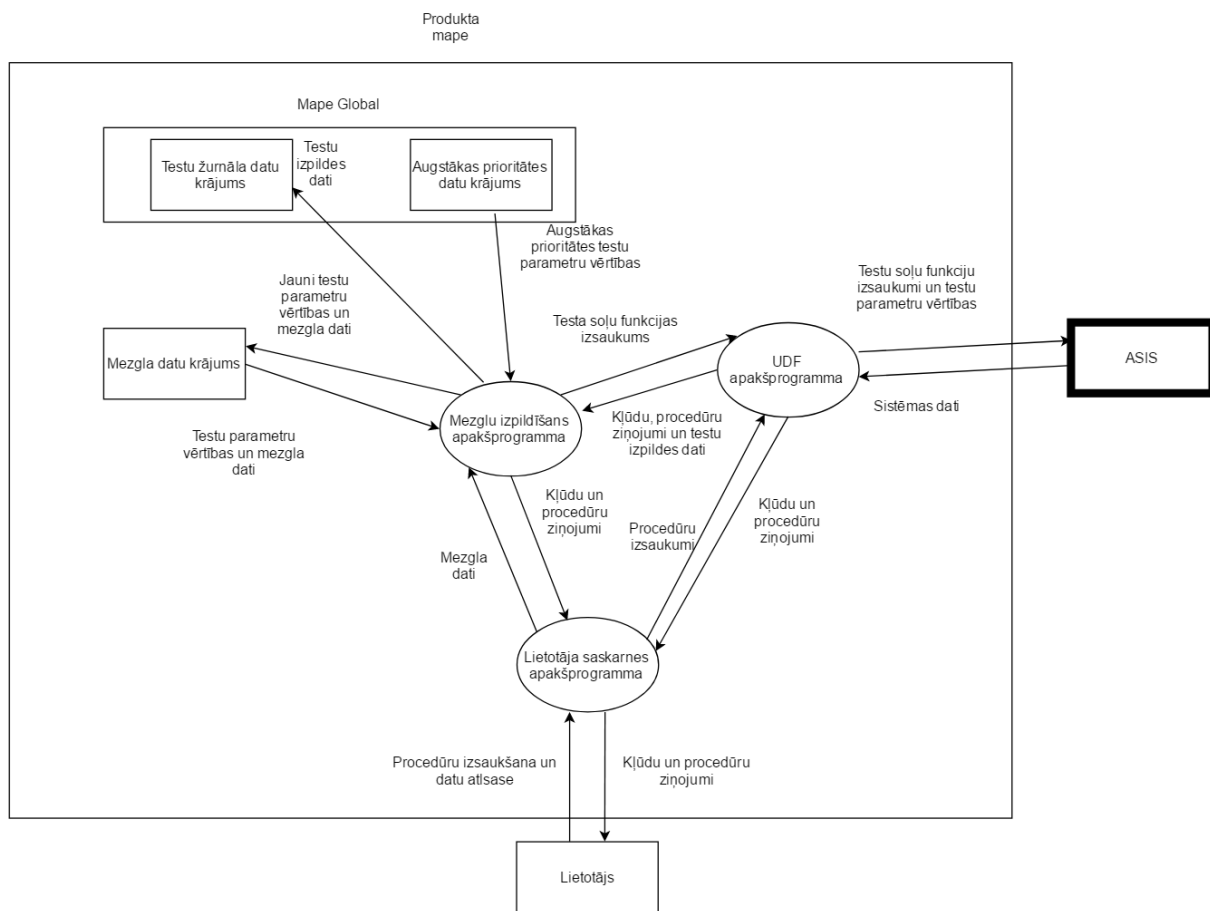 Produkta
mape
Mape Global
Testu žurnāla datu
krājums
Testu
izpildes
dati
Augstākas prioritātes
datu krājums
Augstākas
prioritātes testu
parametru vērtības
Jauni testu
parametru
vērtības un
mezgla dati
Testa soļu funkcijas
izsaukums
Testu soļu funkciju
izsaukumi un testu
parametru vērtības
Mezgla datu krājums
UDF
apakšprogramma
ASIS
Sistēmas dati
Mezglu izpildīšans
apakšprogramma
Kļūdu, procedūru
ziņojumi un testu
izpildes dati
Testu parametru
vērtības un mezgla
dati
Kļūdu un
procedūru
ziņojumi
Procedūru
izsaukumi
Kļūdu un
procedūru
ziņojumi
Mezgla
dati
Lietotāja saskarnes
apakšprogramma
Procedūru izsaukšana un
datu atlsase
Kļūdu un procedūru
ziņojumi
Lietotājs